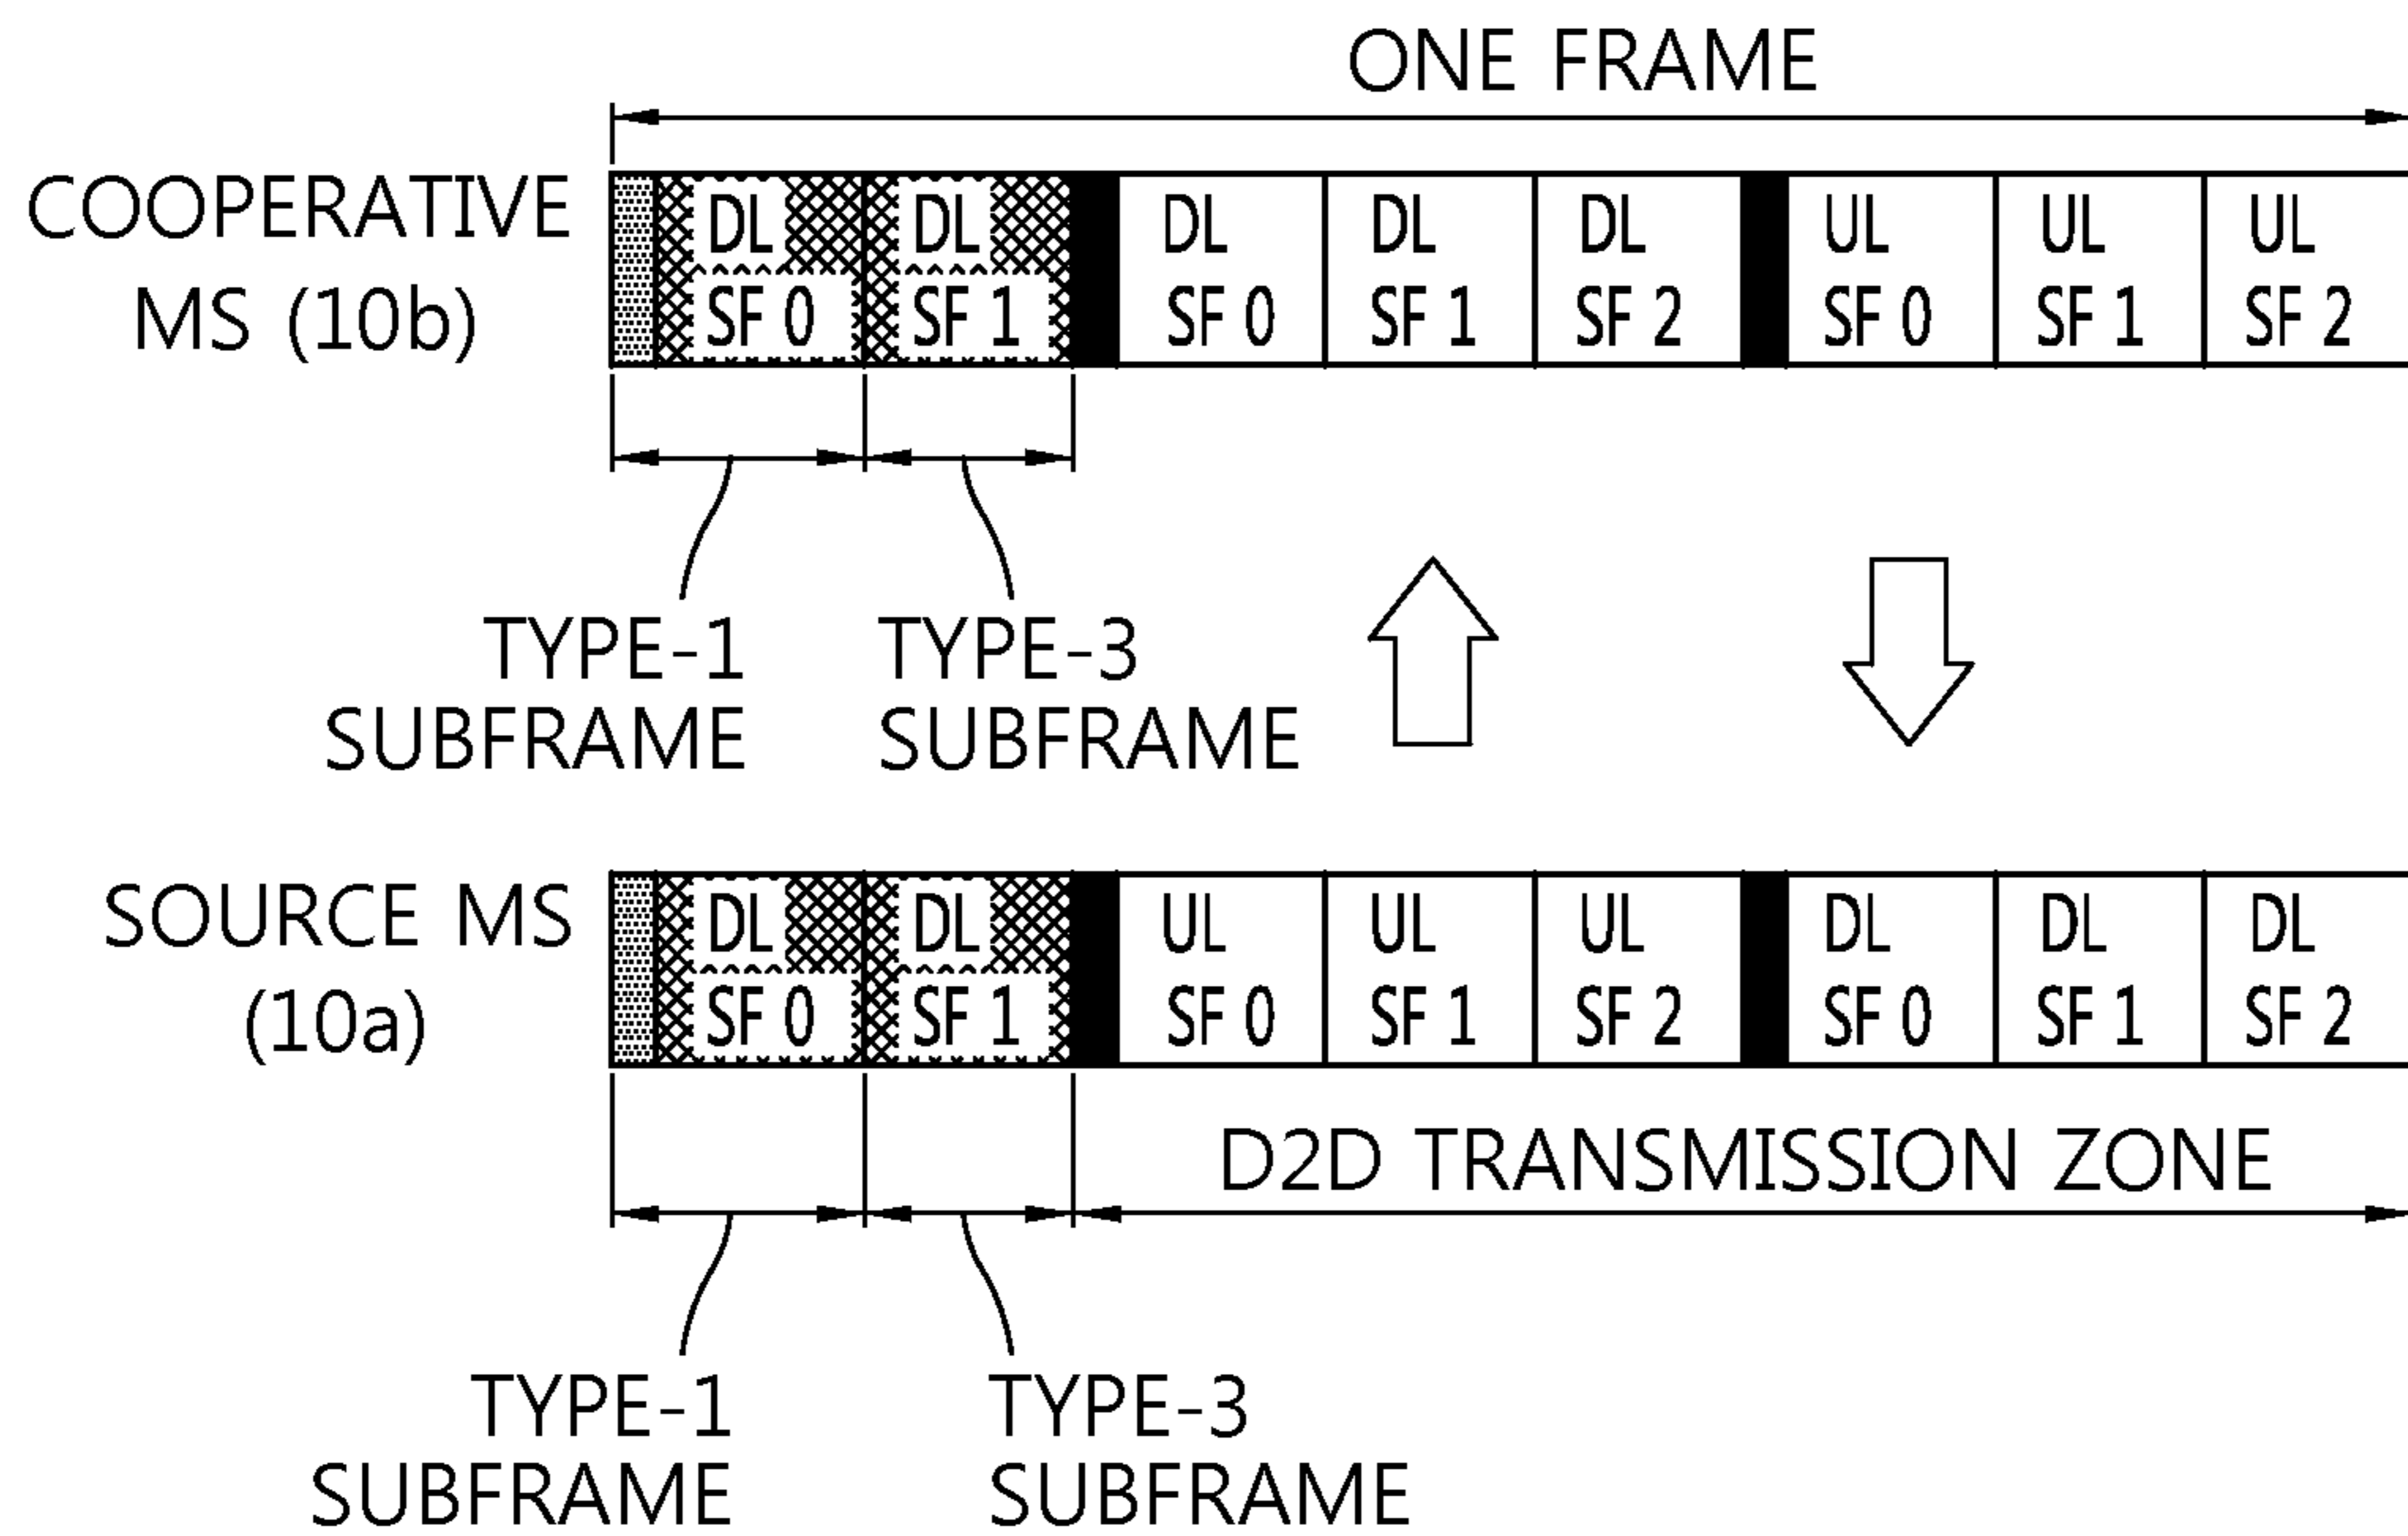 ONE FRAME
COOPERATIVE
MS (10b)
DL DL DL DL DL UL UL UL
SF 0 SF 1 SF 0 SF 1 SF 2 SF 0 SF 1 SF 2
TYPE-1
SUBFRAME
TYPE-3
SUBFRAME
SOURCE MS
(10a)
DL DL UL UL UL DL DL DL
SF 0 SF 1 SF 0 SF 1 SF 2 SF 0 SF 1 SF 2
D2D TRANSMISSION ZONE
TYPE-1
SUBFRAME
TYPE-3
SUBFRAME